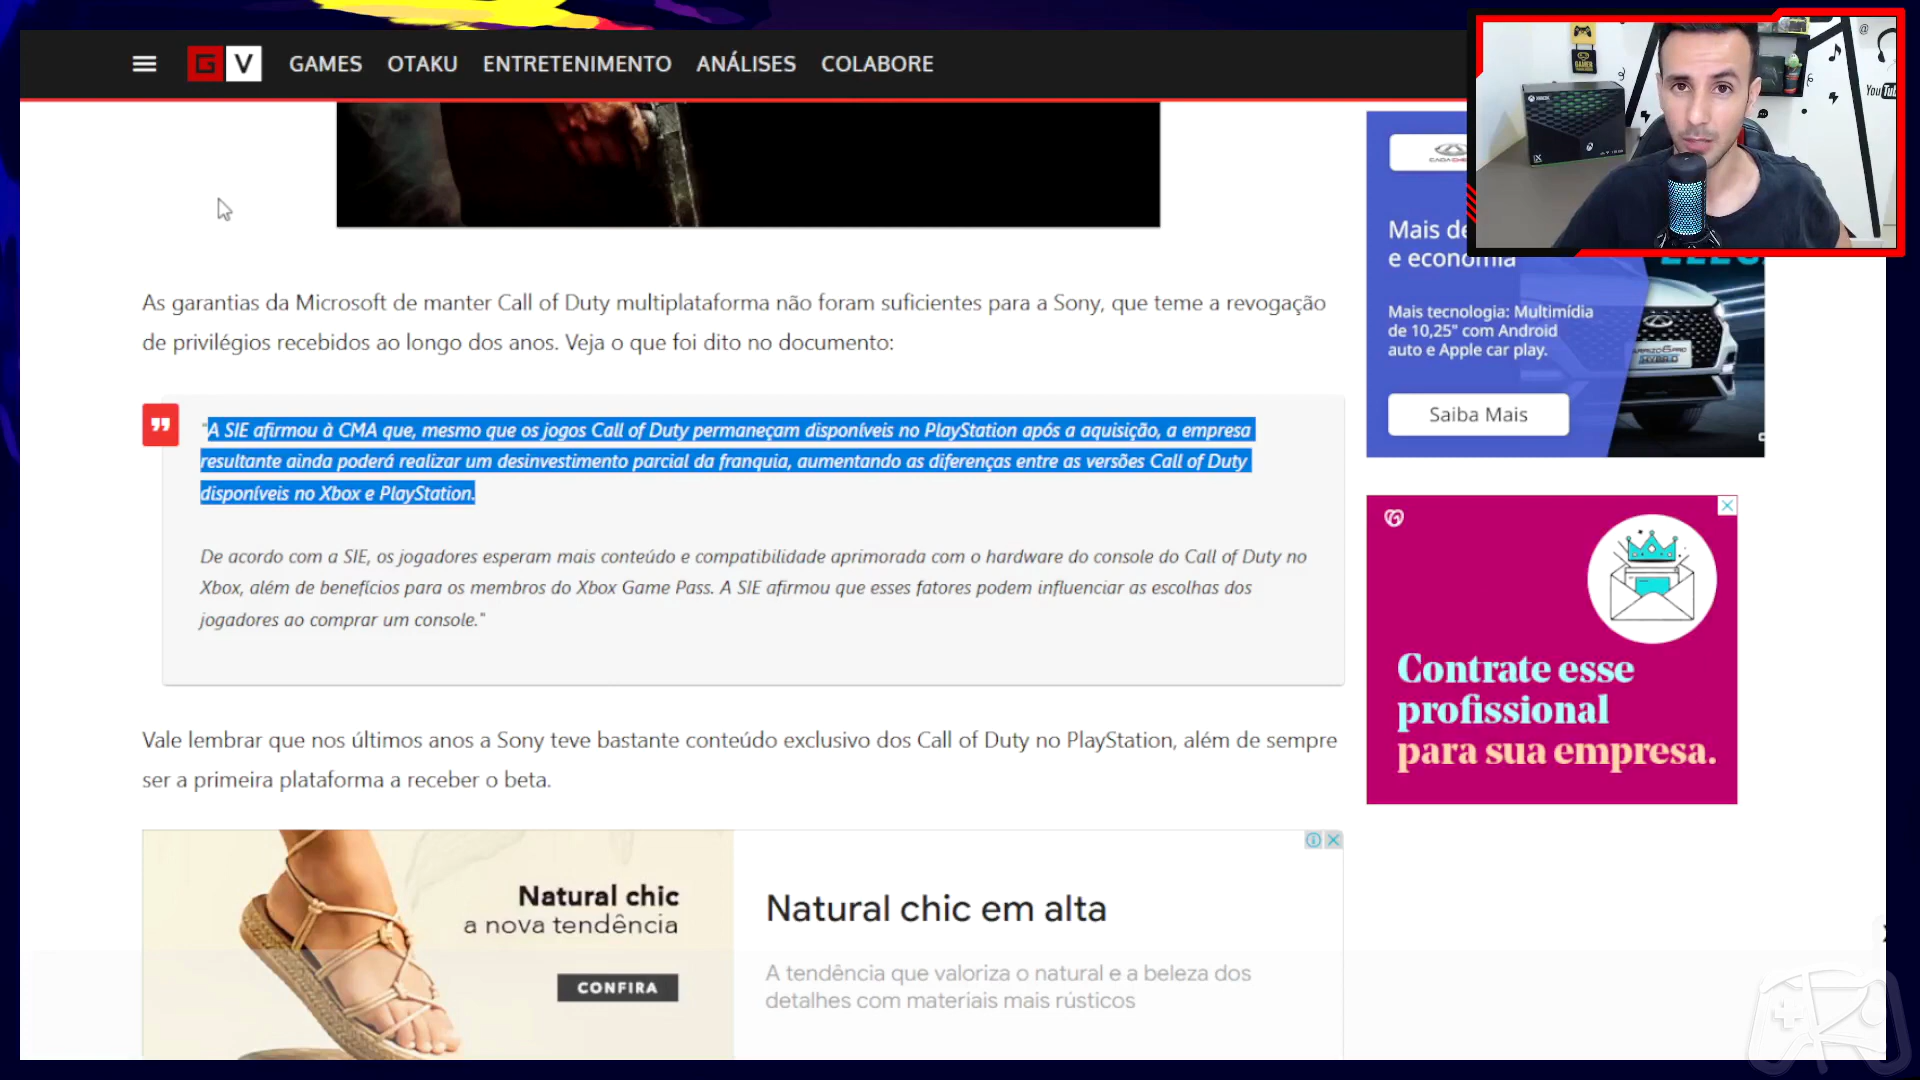 G V GAMES OTAKU ENTRETENIMENTO ANÁLISES COLABORE
As garantias da Microsoft de manter Call of Duty multiplataforma não foram suficientes para a Sony, que teme a revogação
de privilégios recebidos ao longo dos anos. Veja o que foi dito no documento:
"A SIE afirmou à CMA que, mesmo que os jogos Call of Duty permaneçam disponíveis no PlayStation após a aquisição, a empresa
resultante ainda poderá realizar um desinvestimento parcial da franquia, aumentando as diferenças entre as versões Call of Duty
disponíveis no Xbox e PlayStation.
De acordo com a SIE, os jogadores esperam mais conteúdo e compatibilidade aprimorada com o hardware do console do Call of Duty no
Xbox, além de benefícios para os membros do Xbox Game Pass. A SIE afirmou que esses fatores podem influenciar as escolhas dos
jogadores ao comprar um console."
Vale lembrar que nos últimos anos a Sony teve bastante conteúdo exclusivo dos Call of Duty no PlayStation, além de sempre
ser a primeira plataforma a receber o beta.
Natural chic
a nova tendência
CONFIRA
Natural chic em alta
A tendência que valoriza o natural e a beleza dos
detalhes com materiais mais rústicos
Mais
e economia
Mais tecnologia: Multimídia
de 10,25" com Android
auto e Apple car play.
Saiba Mais
Contrate esse
profissional
para sua empresa.